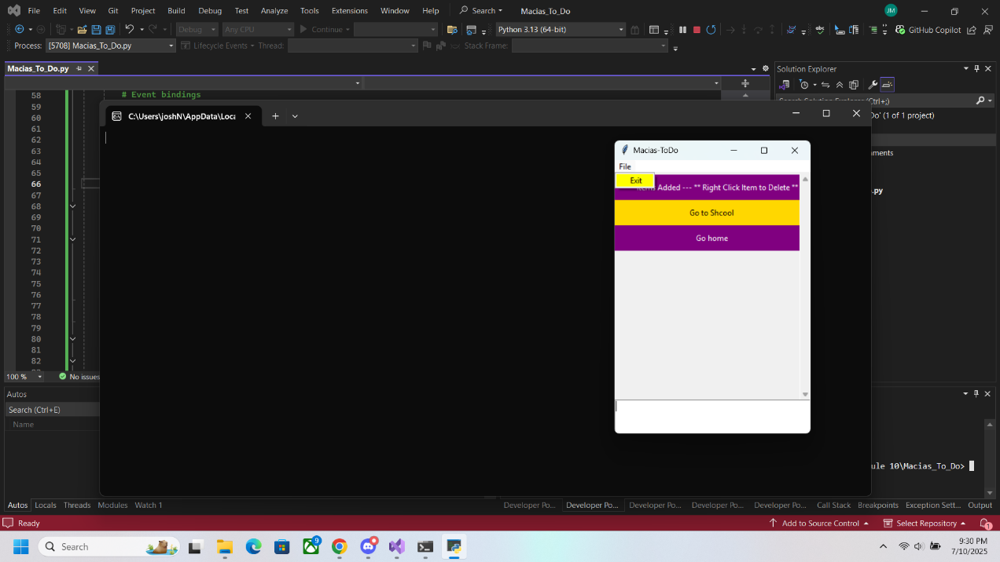 File Edit View Git Project Build Debug Test Analyze Tools Extensions Window Help Search Macias_To_Do JM
Debug Any CPU Continue Python 3.13 (64-bit) GitHub Copilot
Process: [5708] Macias_To_Do.py Lifecycle Events Thread: Stack Frame:
Macias_To_Do.py
Solution Explorer
58 # Event bindings
59
60
61
62
63
64
65
66
67
68
69
70
71
72
73
74
75
76
77
78
79
80
81
82
C:\Users\joshN\AppData\Loca
Search Solution Explorer (Ctrl+;)
Do' (1 of 1 project)
Macias-ToDo
File
Exit
Items Added --- ** Right Click Item to Delete **
Go to Shcool
Go home
100 % No issues
Autos
Search (Ctrl+E)
Name
ule 10\Macias_To_Do>
Autos Locals Threads Modules Watch 1
Developer Po... Developer Po... Developer Po... Developer Po... Developer Po... Call Stack Breakpoints Exception Sett... Output
Ready Add to Source Control Select Repository 1
Search 9
9:30 PM
7/10/2025